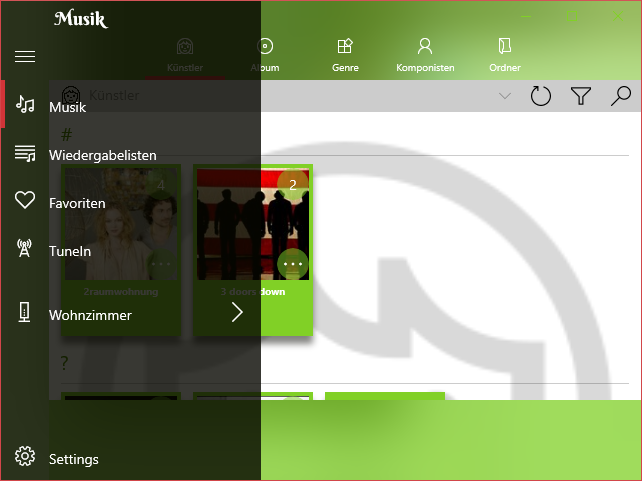 Musik
Künstler
Album
Genre
Komponisten
Ordner
Künstler
Musik
#
Wiedergabelisten
4
2
Favoriten
TuneIn
2raumwohnung
3 doors down
Wohnzimmer
?
Settings